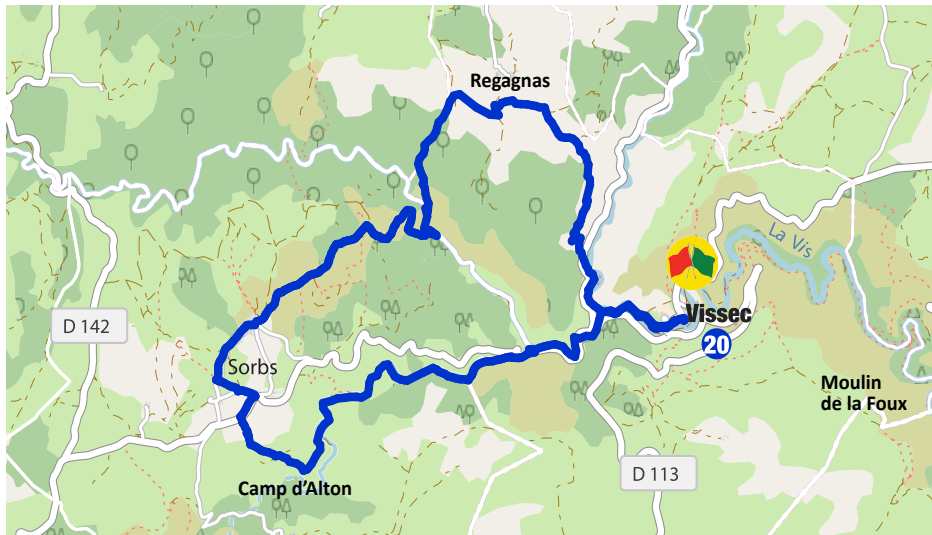 Regagnas
La Vis
Vissec
20
D 142
Sorbs
Moulin
de la Foux
D 113
Camp d'Alton